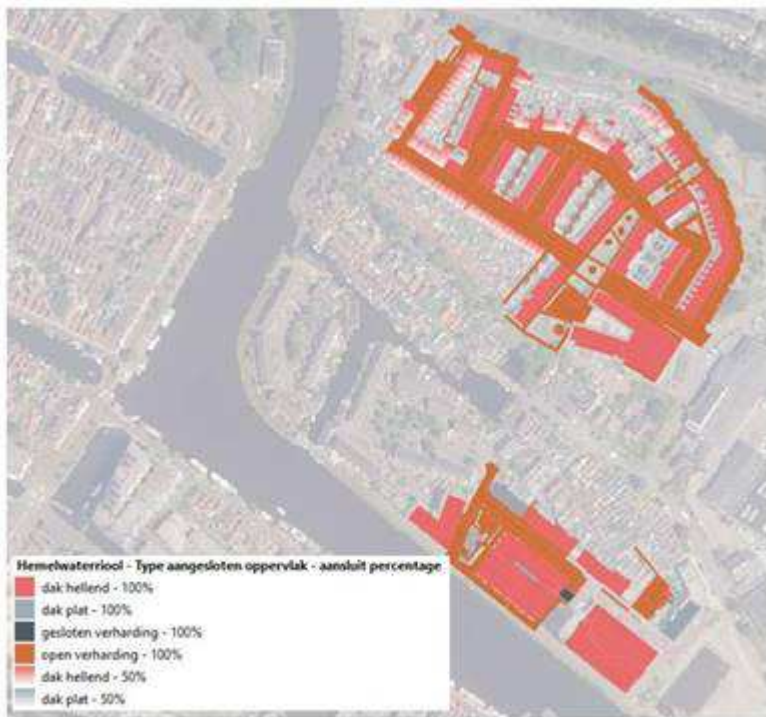 Hemelwaterriool - Type aangesloten oppervlak - aansluit percentage
dak hellend - 100%
dak plat - 100%
gesloten verharding - 100%
open verharding - 100%
dak hellend - 50%
dak plat - 50%